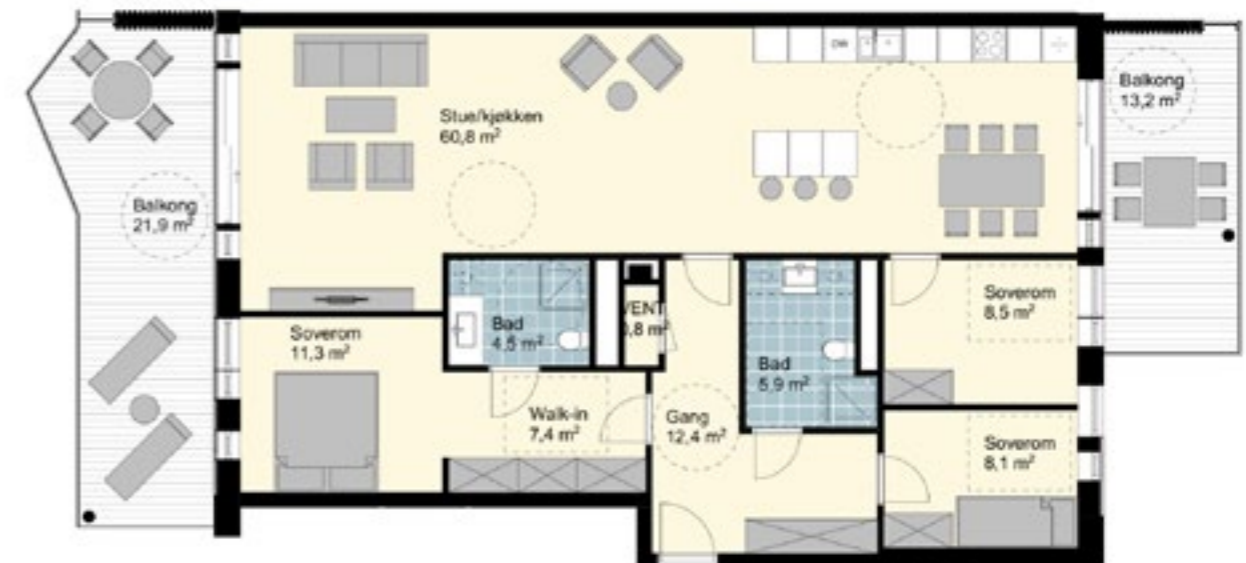 Balkong
13,2 m²
Stue/kjøkken
60,8 m²
DW
Balkong
21,9 m²
Soverom
11,3 m²
Bad
4,5 m²
VENT
0,8 m²
Soverom
8,5 m²
Bad
5,9 m²
Walk-in
7,4 m²
Gang
12,4 m²
Soverom
8,1 m²